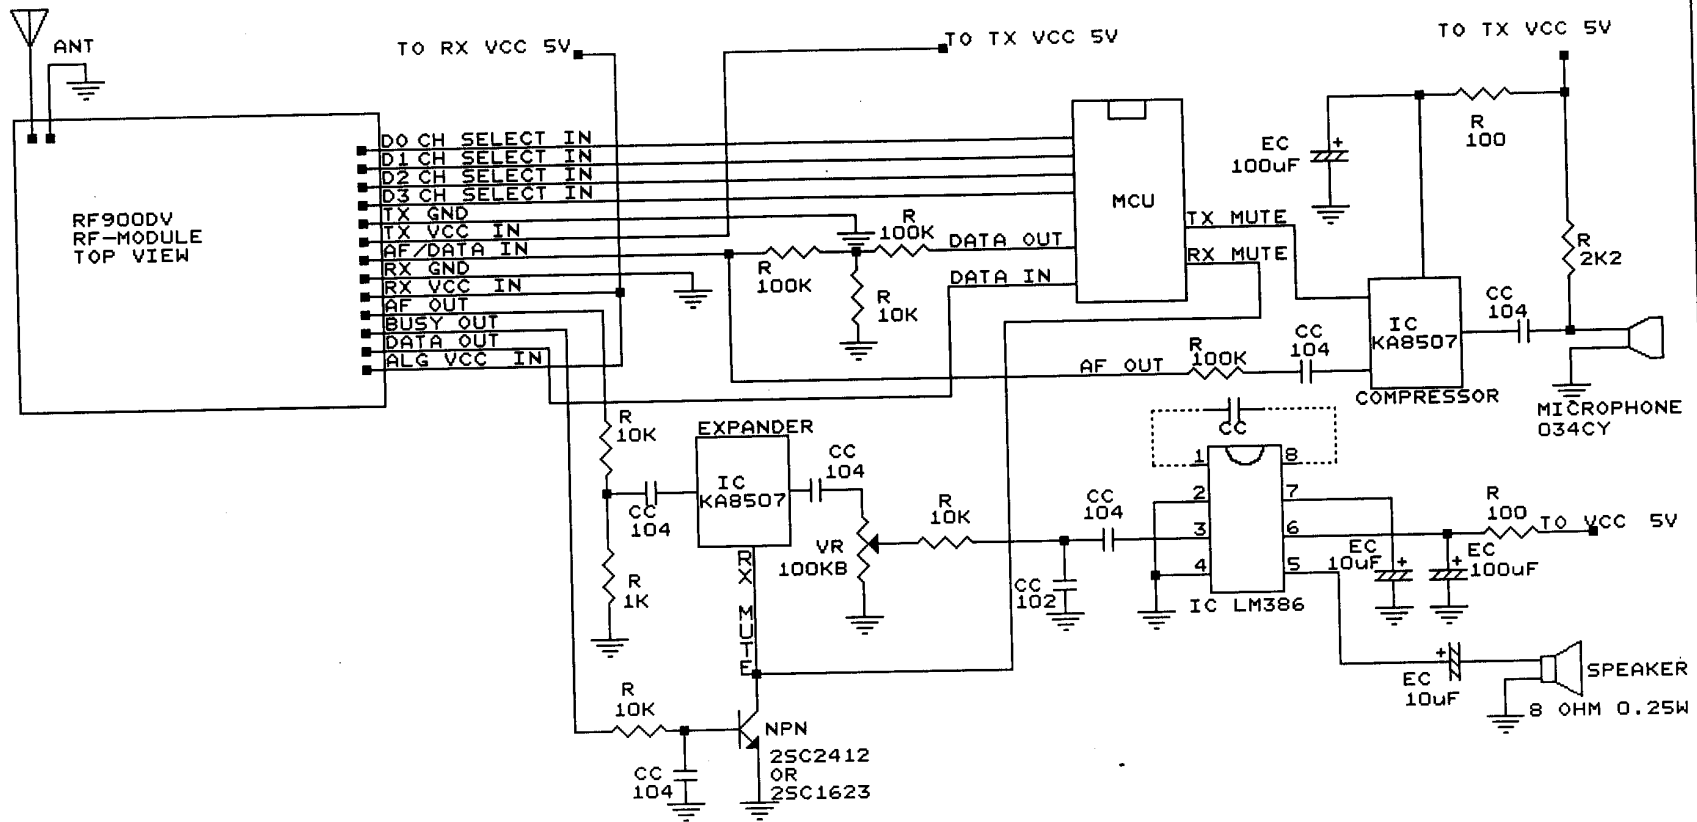 ANT
TO RX VCC 5V
TO TX VCC 5V
TO TX VCC 5V
RF900DV
RF-MODULE
TOP VIEW
D0 CH SELECT IN
D1 CH SELECT IN
D2 CH SELECT IN
D3 CH SELECT IN
TX GND
TX VCC IN
AF/DATA IN
RX GND
RX VCC IN
AF OUT
BUSY OUT
DATA OUT
ALG VCC IN
R
100K
R
100K
R
10K
DATA OUT
DATA IN
MCU
TX MUTE
RX MUTE
EC
+
100uF
R
100
R
2K2
CC
104
IC
KA8507
COMPRESSOR
AF OUT
R
100K
CC
104
MICROPHONE
034CY
R
10K
EXPANDER
IC
KA8507
CC
104
CC
104
R
1K
RX MUTE
VR
100KB
R
10K
CC
102
CC
104
CC
1
2
3
4
8
7
6
5
IC LM386
EC
10uF
+
EC
100uF
+
R
100
TO VCC 5V
EC
10uF
+
SPEAKER
8 OHM 0.25W
R
10K
CC
104
NPN
2SC2412
OR
2SC1623